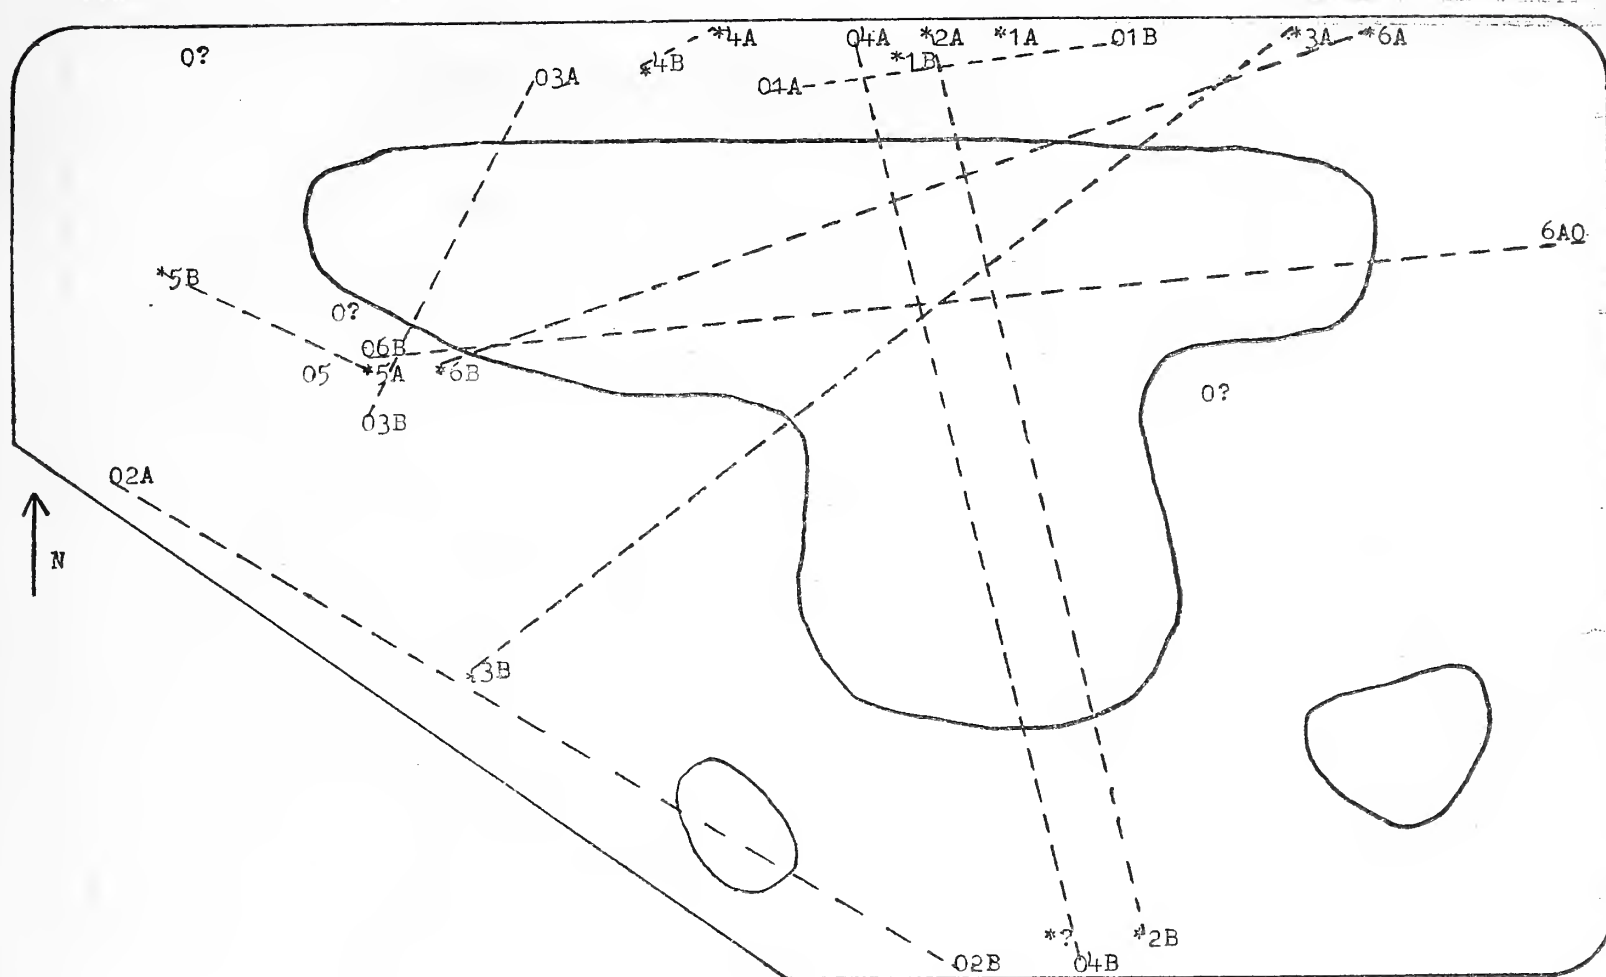 *4A O4A *2A *1A O1B *3A *6A
O? *4B *1B
O3A O1A
6AO
*5B
O?
O6B
O5 *5A *6B
O?
O3B
O2A
N
*3B
*? *2B
O2B O4B